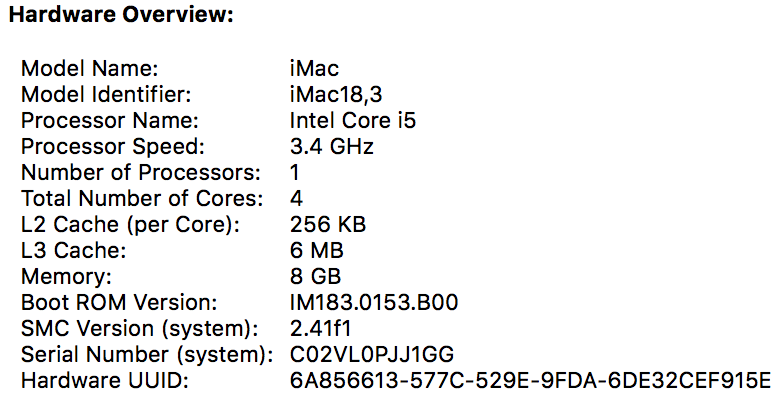 Hardware Overview:
Model Name: iMac
Model Identifier: iMac18,3
Processor Name: Intel Core i5
Processor Speed: 3.4 GHz
Number of Processors: 1
Total Number of Cores: 4
L2 Cache (per Core): 256 KB
L3 Cache: 6 MB
Memory: 8 GB
Boot ROM Version: IM183.0153.B00
SMC Version (system): 2.41f1
Serial Number (system): C02VL0PJJ1GG
Hardware UUID: 6A856613-577C-529E-9FDA-6DE32CEF915E